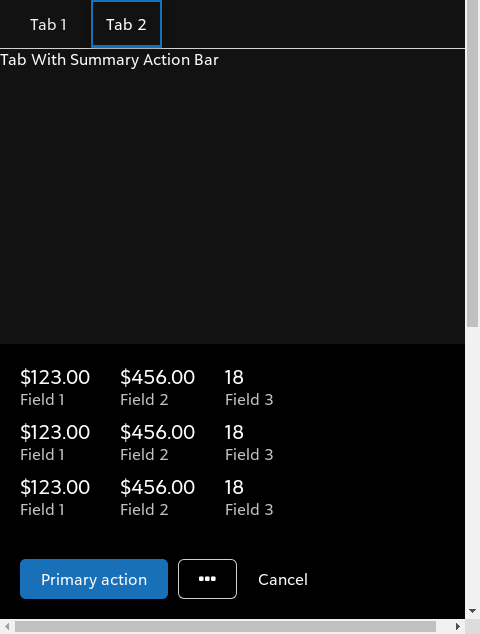 Tab 1 Tab 2
Tab With Summary Action Bar
$123.00 $456.00 18
Field 1 Field 2 Field 3
$123.00 $456.00 18
Field 1 Field 2 Field 3
$123.00 $456.00 18
Field 1 Field 2 Field 3
Primary action ••• Cancel